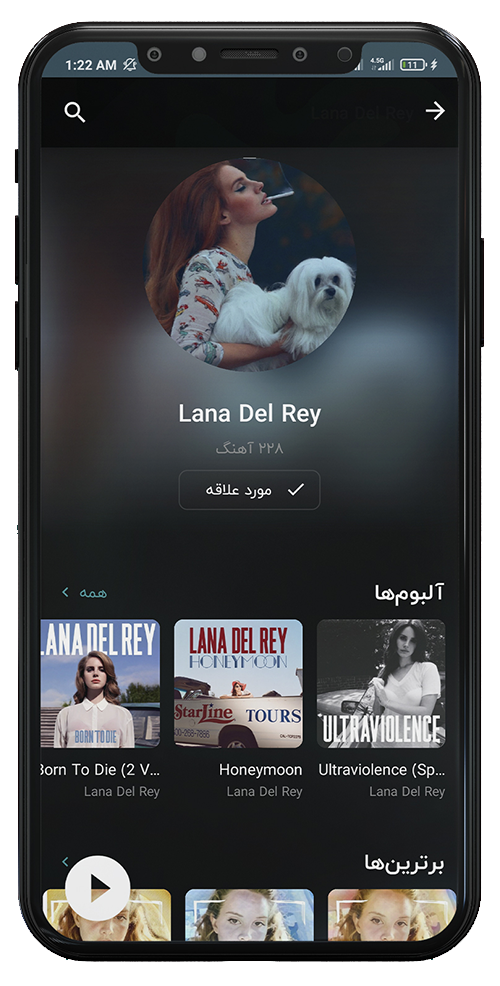 1:22 AM
4.5G
11
Lana Del Rey
Lana Del Rey
۲۲۸ آهنگ
مورد علاقه
آلبوم‌ها
همه
ULTRAVIOLENCE
LANA DEL REY
HONEYMOON
StarLine TOURS
LANA DEL REY
BORN TO DIE
Ultraviolence (Sp...
Lana Del Rey
Honeymoon
Lana Del Rey
Born To Die (2 V...
Lana Del Rey
برترین‌ها